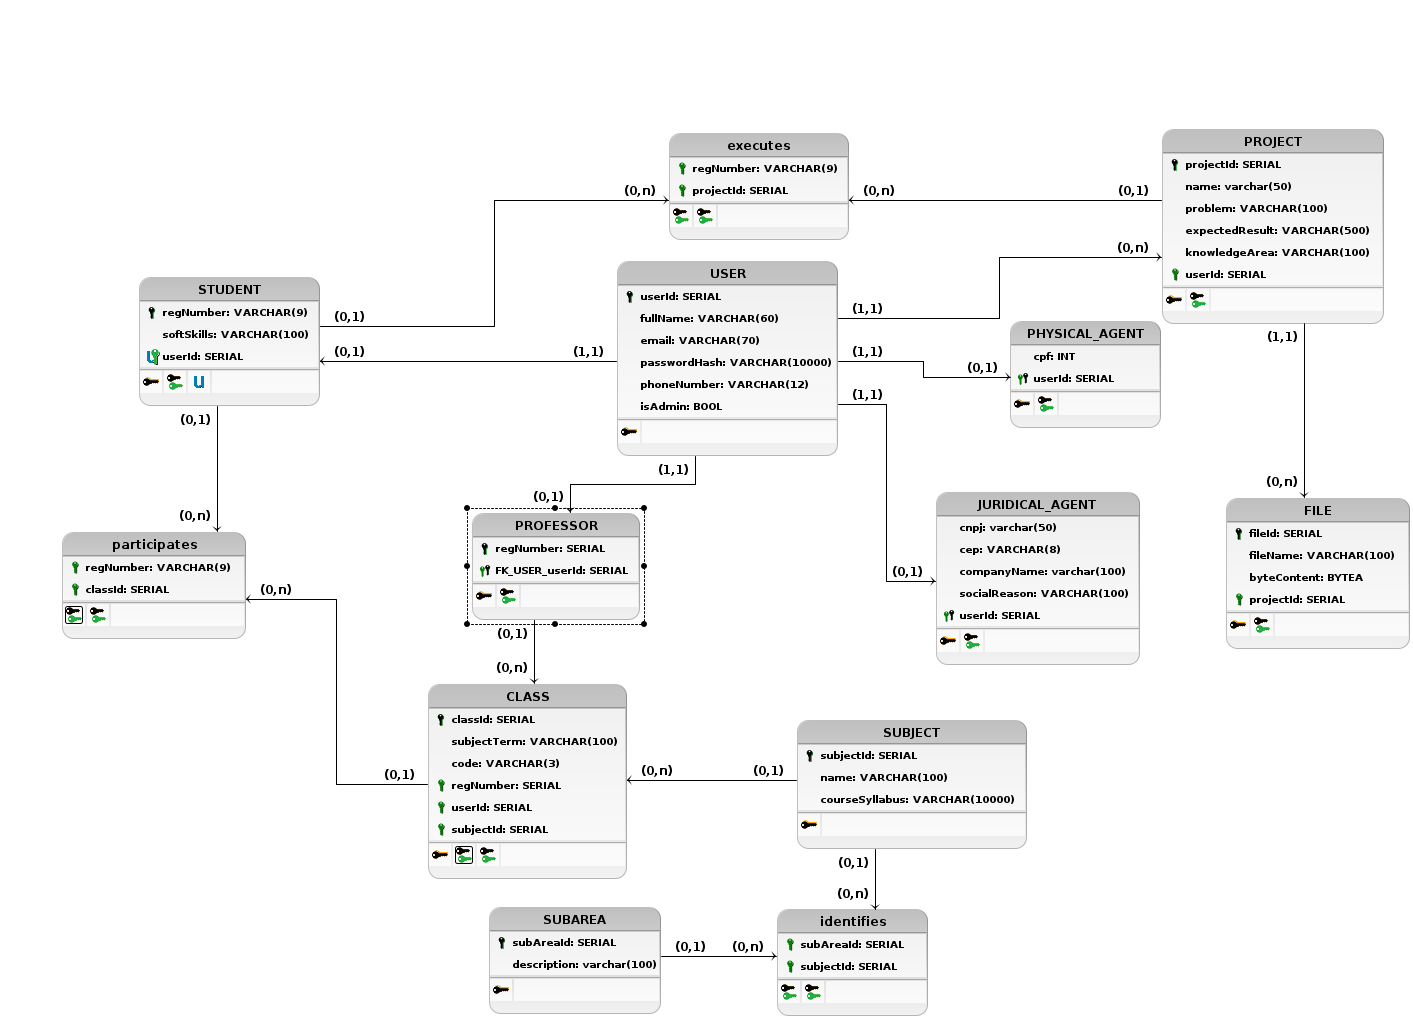 executes
regNumber: VARCHAR(9)
projectId: SERIAL
(0,n)
(0,n)
(0,1)
PROJECT
projectId: SERIAL
name: varchar(50)
problem: VARCHAR(100)
expectedResult: VARCHAR(500)
knowledgeArea: VARCHAR(100)
userId: SERIAL
(0,n)
STUDENT
regNumber: VARCHAR(9)
softSkills: VARCHAR(100)
userId: SERIAL
U
(0,1)
(0,1)
(1,1)
USER
userId: SERIAL
fullName: VARCHAR(60)
email: VARCHAR(70)
passwordHash: VARCHAR(10000)
phoneNumber: VARCHAR(12)
isAdmin: BOOL
(1,1)
(1,1)
(1,1)
(0,1)
PHYSICAL_AGENT
cpf: INT
userId: SERIAL
(1,1)
(0,n)
(0,1)
(0,n)
(1,1)
(0,1)
participates
regNumber: VARCHAR(9)
classId: SERIAL
(0,n)
PROFESSOR
regNumber: SERIAL
FK_USER_userId: SERIAL
(0,1)
(0,n)
(0,1)
JURIDICAL_AGENT
cnpj: varchar(50)
cep: VARCHAR(8)
companyName: varchar(100)
socialReason: VARCHAR(100)
userId: SERIAL
FILE
fileId: SERIAL
fileName: VARCHAR(100)
byteContent: BYTEA
projectId: SERIAL
CLASS
classId: SERIAL
subjectTerm: VARCHAR(100)
code: VARCHAR(3)
regNumber: SERIAL
userId: SERIAL
subjectId: SERIAL
(0,1)
(0,n)
(0,1)
SUBJECT
subjectId: SERIAL
name: VARCHAR(100)
courseSyllabus: VARCHAR(10000)
(0,1)
(0,n)
SUBAREA
subAreaId: SERIAL
description: varchar(100)
(0,1)
(0,n)
identifies
subAreaId: SERIAL
subjectId: SERIAL